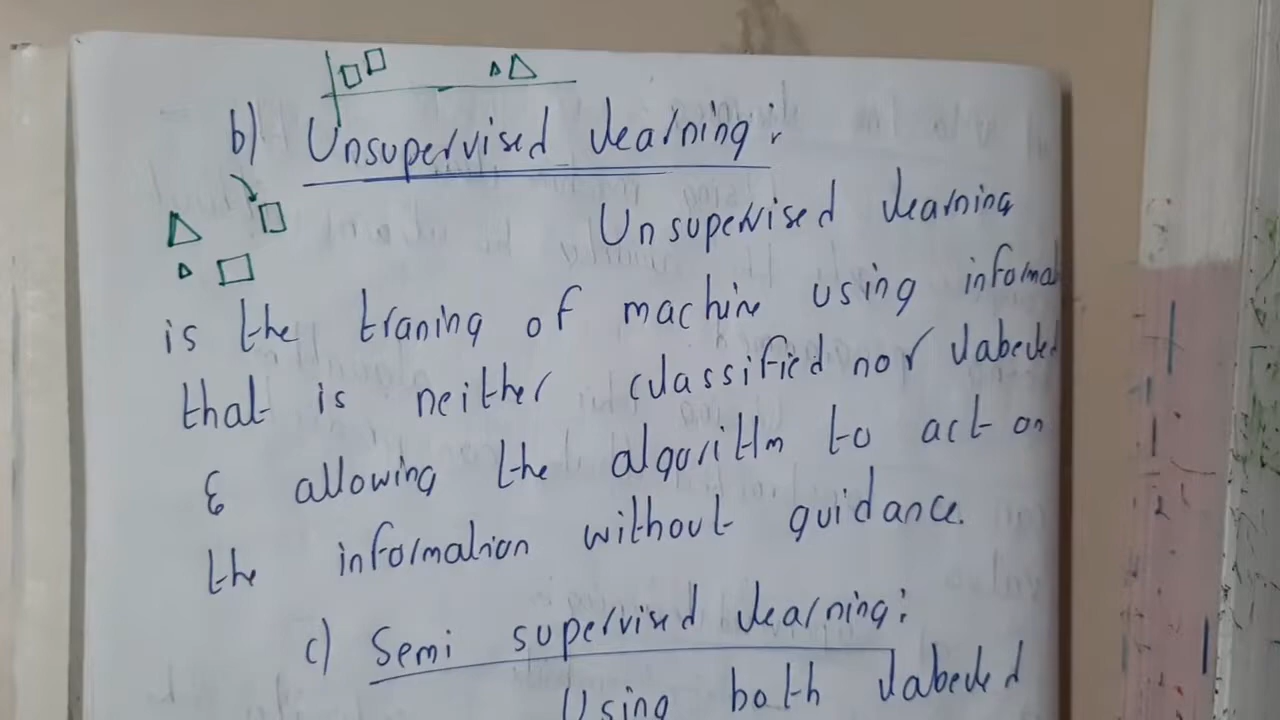 b) Unsupervised learning:
Unsupervised learning
is the traning of machine using informa
that is neither classified nor labeled
& allowing the algorithm to act on
the information without guidance.
c) Semi supervised learning:
Using both labeled